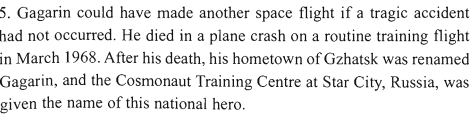 5. Gagarin could have made another space flight if a tragic accident
had not occurred. He died in a plane crash on a routine training flight
in March 1968. After his death, his hometown of Gzhatsk was renamed
Gagarin, and the Cosmonaut Training Centre at Star City, Russia, was
given the name of this national hero.